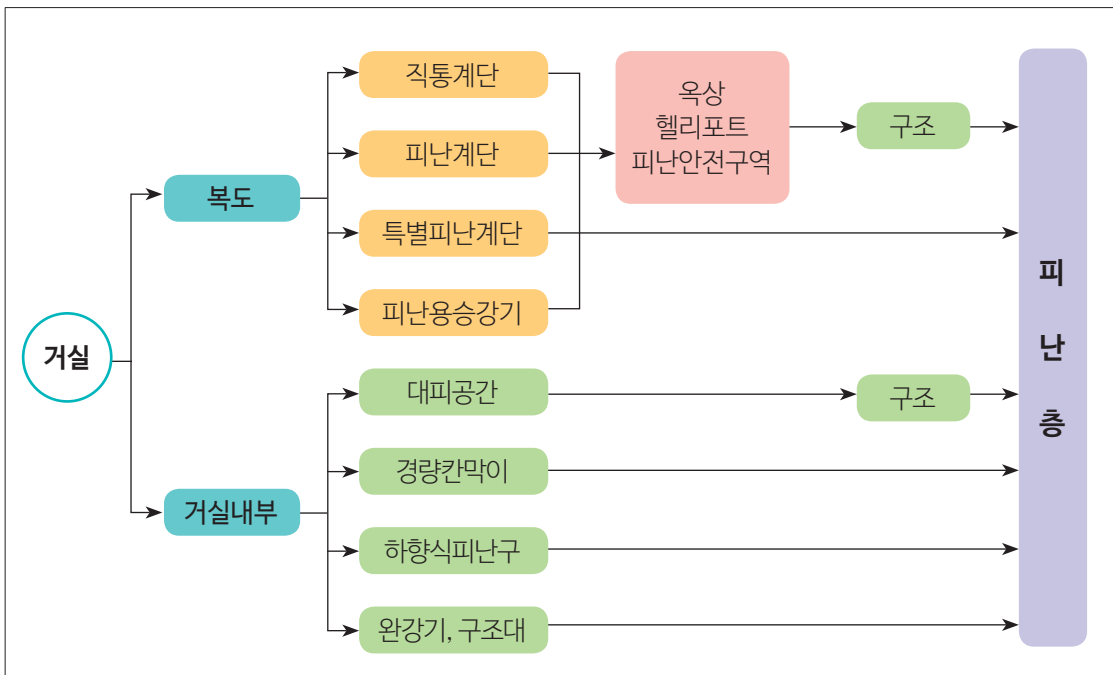 거실
복도
거실내부
직통계단
피난계단
특별피난계단
피난용승강기
대피공간
경량칸막이
하향식피난구
완강기, 구조대
옥상
헬리포트
피난안전구역
구조
구조
피
난
층